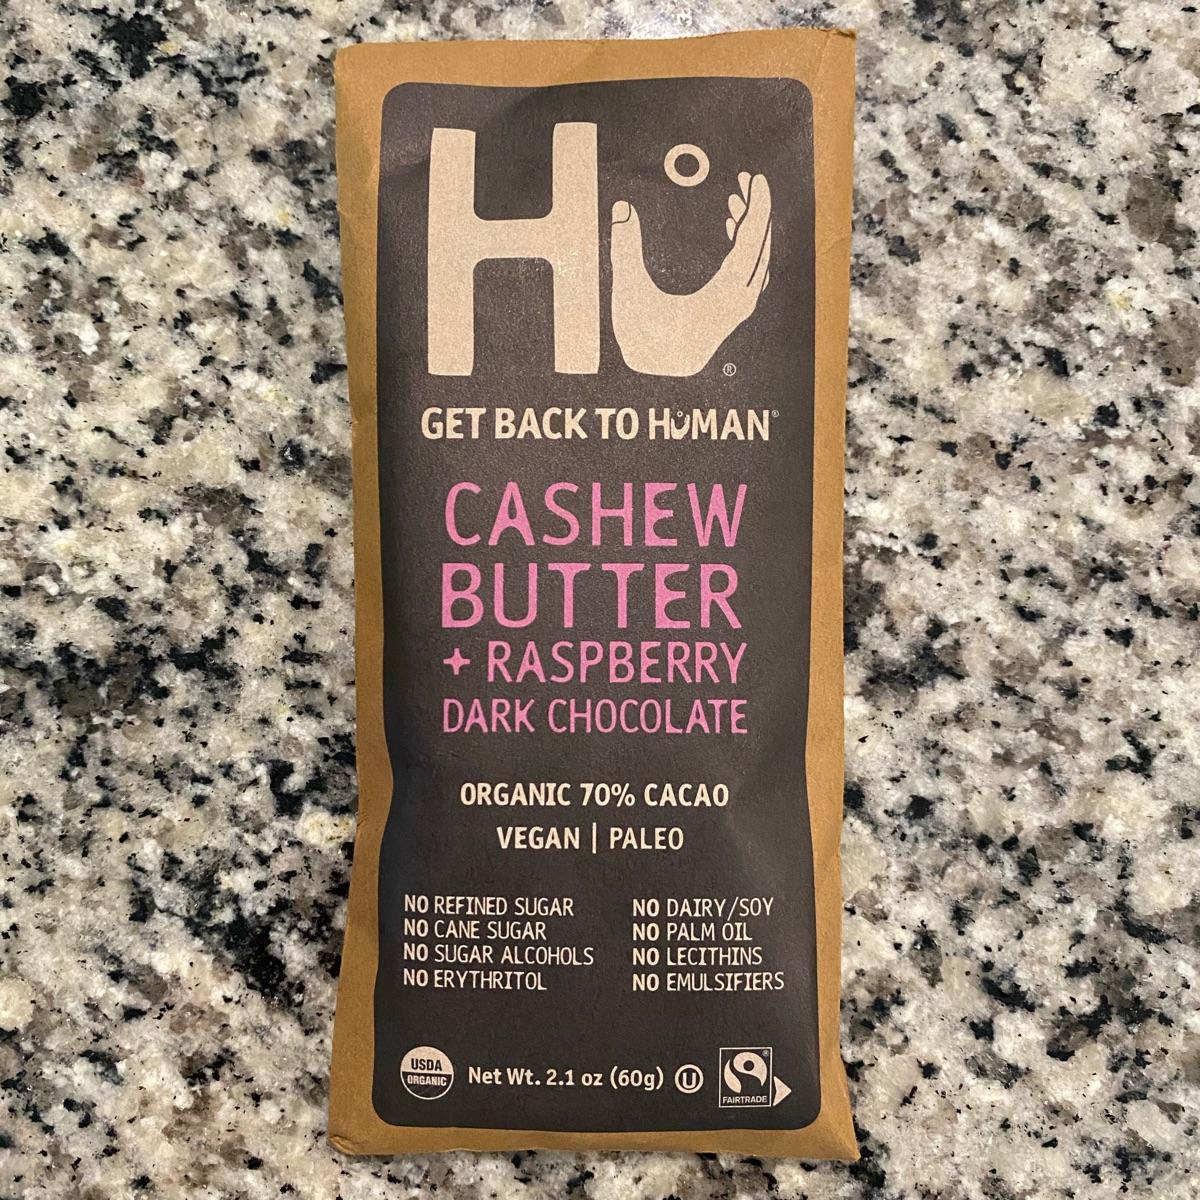 Hu
®
GET BACK TO HUMAN®
CASHEW
BUTTER
+ RASPBERRY
DARK CHOCOLATE
ORGANIC 70% CACAO
VEGAN | PALEO
NO REFINED SUGAR
NO CANE SUGAR
NO SUGAR ALCOHOLS
NO ERYTHRITOL
NO DAIRY/SOY
NO PALM OIL
NO LECITHINS
NO EMULSIFIERS
USDA
ORGANIC
Net Wt. 2.1 oz (60g)
U
®
FAIRTRADE